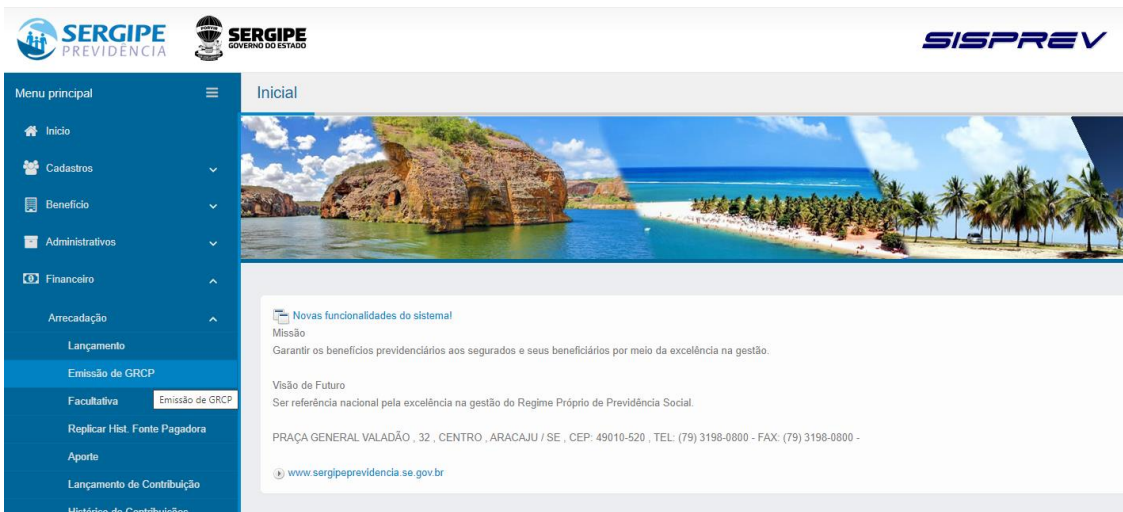 SERGIPE
PREVIDÊNCIA
SERGIPE
GOVERNO DO ESTADO
SISPREV
Menu principal
Inicio
Cadastros
Benefício
Administrativos
Financeiro
Arrecadação
Lançamento
Emissão de GRCP
Facultativa
Emissão de GRCP
Replicar Hist. Fonte Pagadora
Aporte
Lançamento de Contribuição
Histórico de Contribuições
Inicial
Novas funcionalidades do sistema!
Missão
Garantir os benefícios previdenciários aos segurados e seus beneficiários por meio da excelência na gestão.
Visão de Futuro
Ser referência nacional pela excelência na gestão do Regime Próprio de Previdência Social.
PRAÇA GENERAL VALADÃO , 32 , CENTRO , ARACAJU / SE , CEP: 49010-520 , TEL: (79) 3198-0800 - FAX: (79) 3198-0800 -
www.sergipeprevidencia.se.gov.br